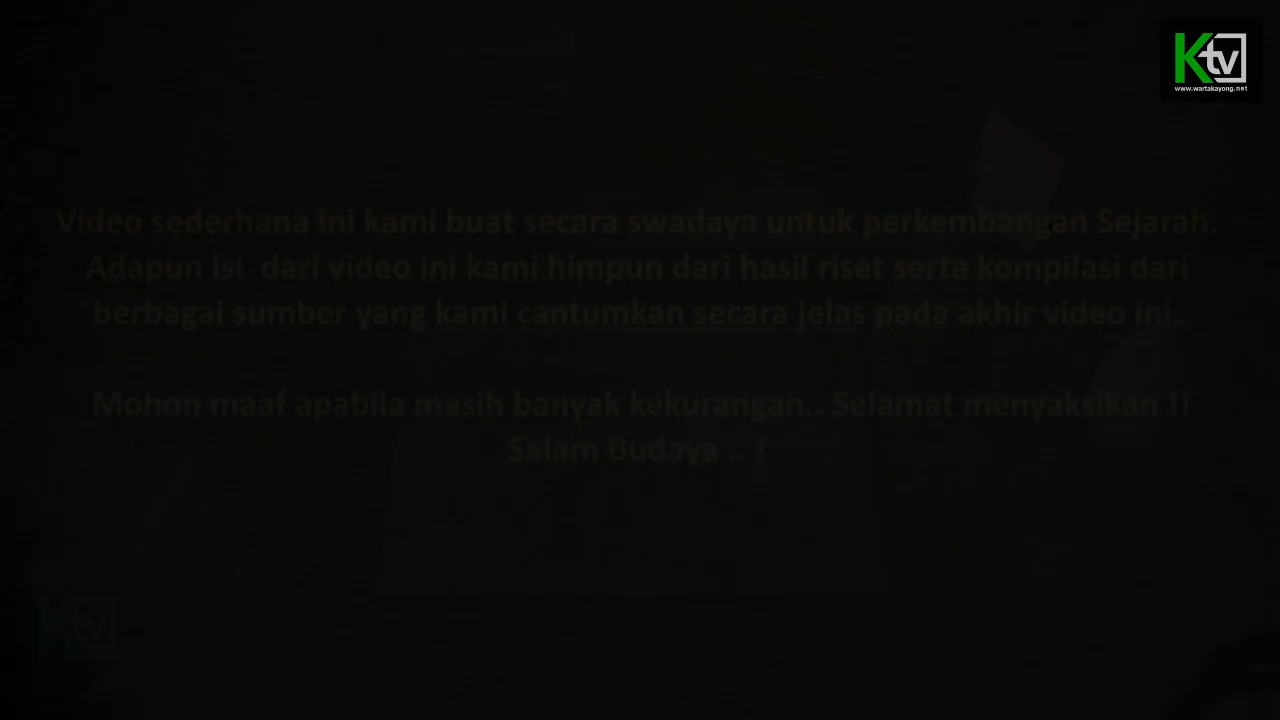 Ktv
www.wartakayong.net
Video sederhana ini kami buat secara swadaya untuk perkembangan Sejarah.
Adapun isi dari video ini kami himpun dari hasil riset serta kompilasi dari
berbagai sumber yang kami cantumkan secara jelas pada akhir video ini.
Mohon maaf apabila masih banyak kekurangan.. Selamat menyaksikan !!
Salam Budaya .. !
Ktv